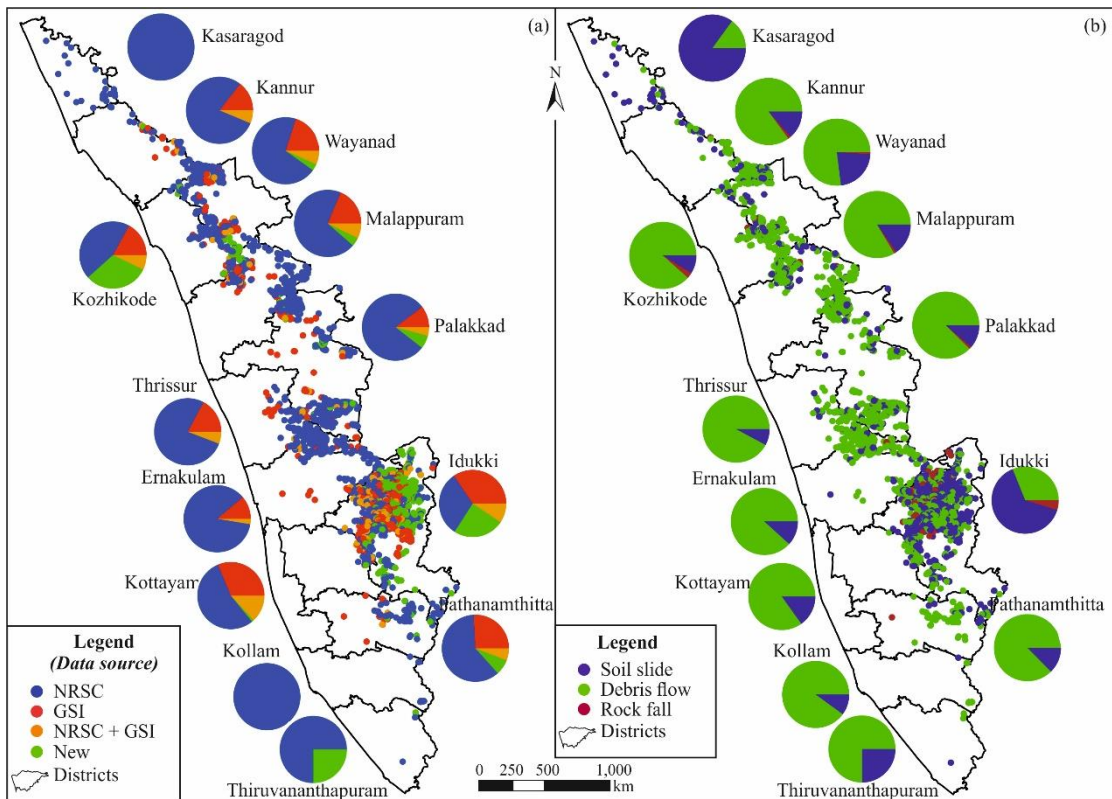 (a)
Kasaragod
Kannur
Wayanad
Malappuram
Kozhikode
Palakkad
Thrissur
Ernakulam
Idukki
Kottayam
Pathanamthitta
Kollam
Thiruvananthapuram
Legend
(Data source)
NRSC
GSI
NRSC + GSI
New
Districts
N
0 250 500 1,000
km
(b)
Kasaragod
Kannur
Wayanad
Malappuram
Kozhikode
Palakkad
Thrissur
Ernakulam
Idukki
Kottayam
Pathanamthitta
Kollam
Thiruvananthapuram
Legend
Soil slide
Debris flow
Rock fall
Districts